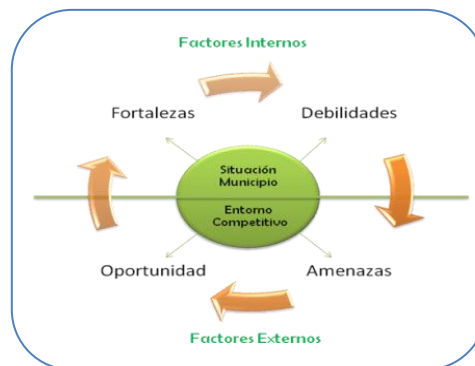 Factores Internos
Fortalezas
Debilidades
Situación
Municipio
Entorno
Competitivo
Oportunidad
Amenazas
Factores Externos